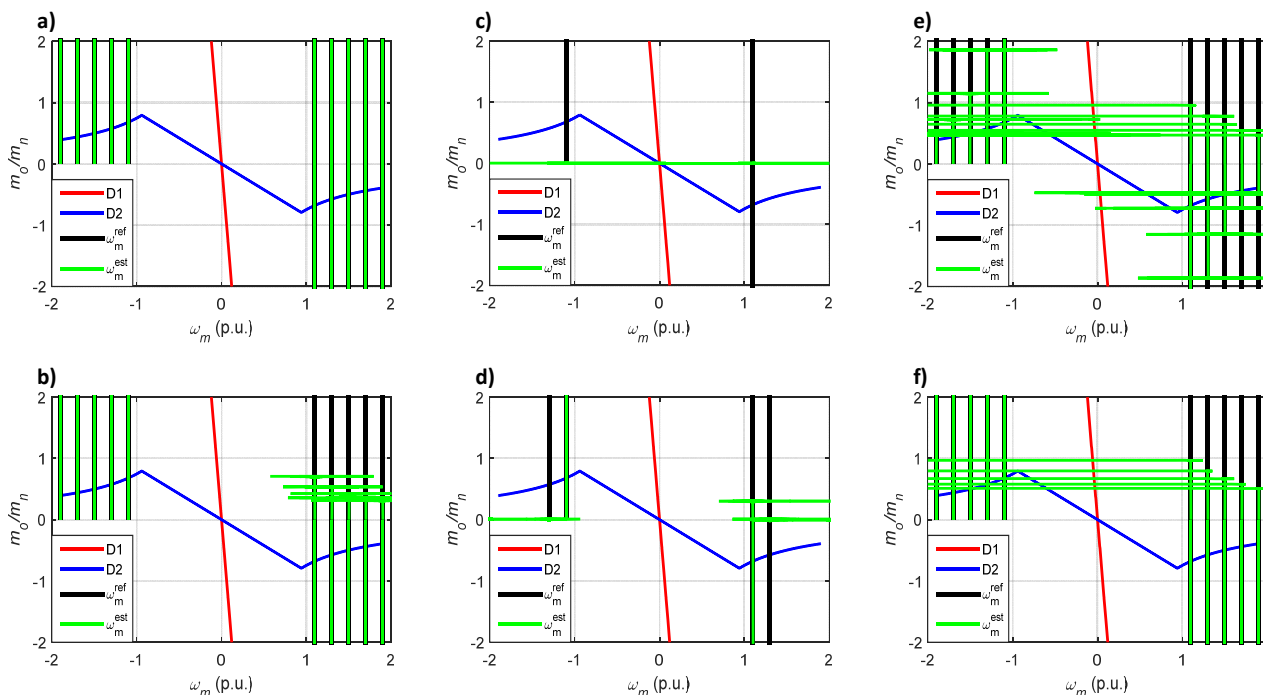 a)
2
1
0
-1
-2
m_o/m_n
D1
D2
ω_m^ref
ω_m^est
-2 -1 0 1 2
ω_m (p.u.)
b)
2
1
0
-1
-2
m_o/m_n
D1
D2
ω_m^ref
ω_m^est
-2 -1 0 1 2
ω_m (p.u.)
c)
2
1
0
-1
-2
m_o/m_n
D1
D2
ω_m^ref
ω_m^est
-2 -1 0 1 2
ω_m (p.u.)
d)
2
1
0
-1
-2
m_o/m_n
D1
D2
ω_m^ref
ω_m^est
-2 -1 0 1 2
ω_m (p.u.)
e)
2
1
0
-1
-2
m_o/m_n
D1
D2
ω_m^ref
ω_m^est
-2 -1 0 1
ω_m (p.u.)
f)
2
1
0
-1
-2
m_o/m_n
D1
D2
ω_m^ref
ω_m^est
-2 -1 0 1
ω_m (p.u.)